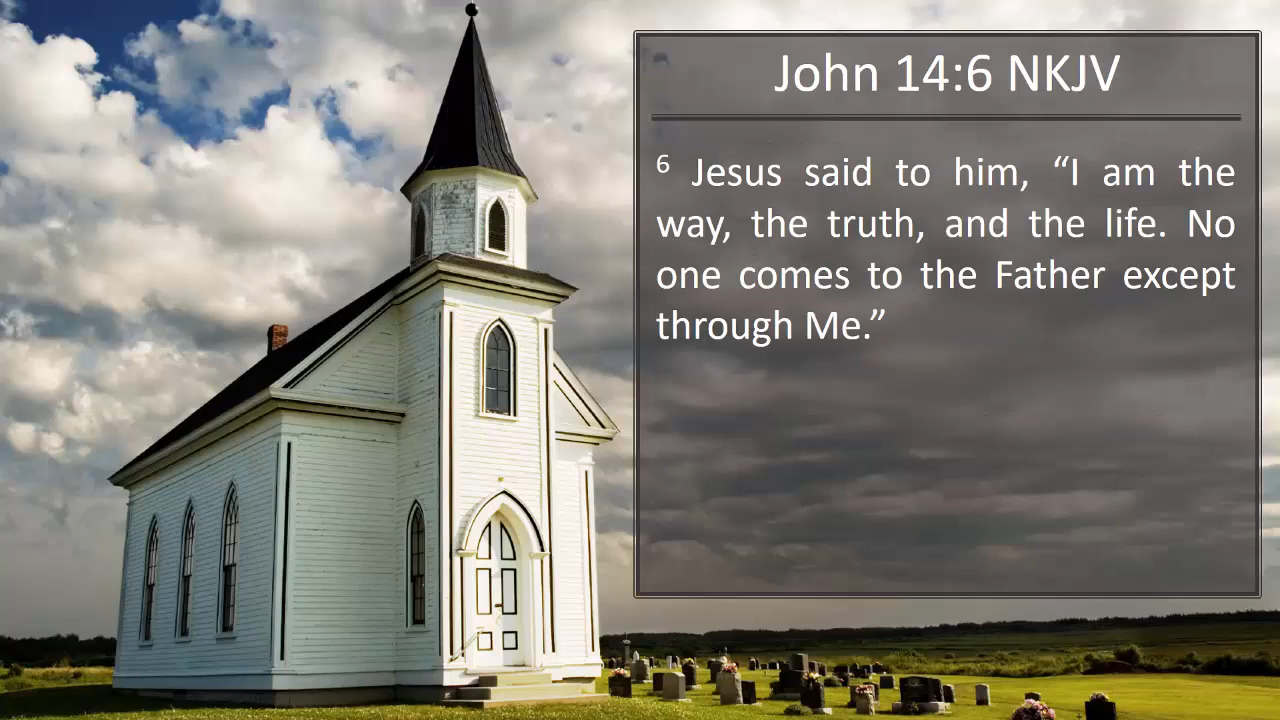 John 14:6 NKJV
6 Jesus said to him, “I am the
way, the truth, and the life. No
one comes to the Father except
through Me.”